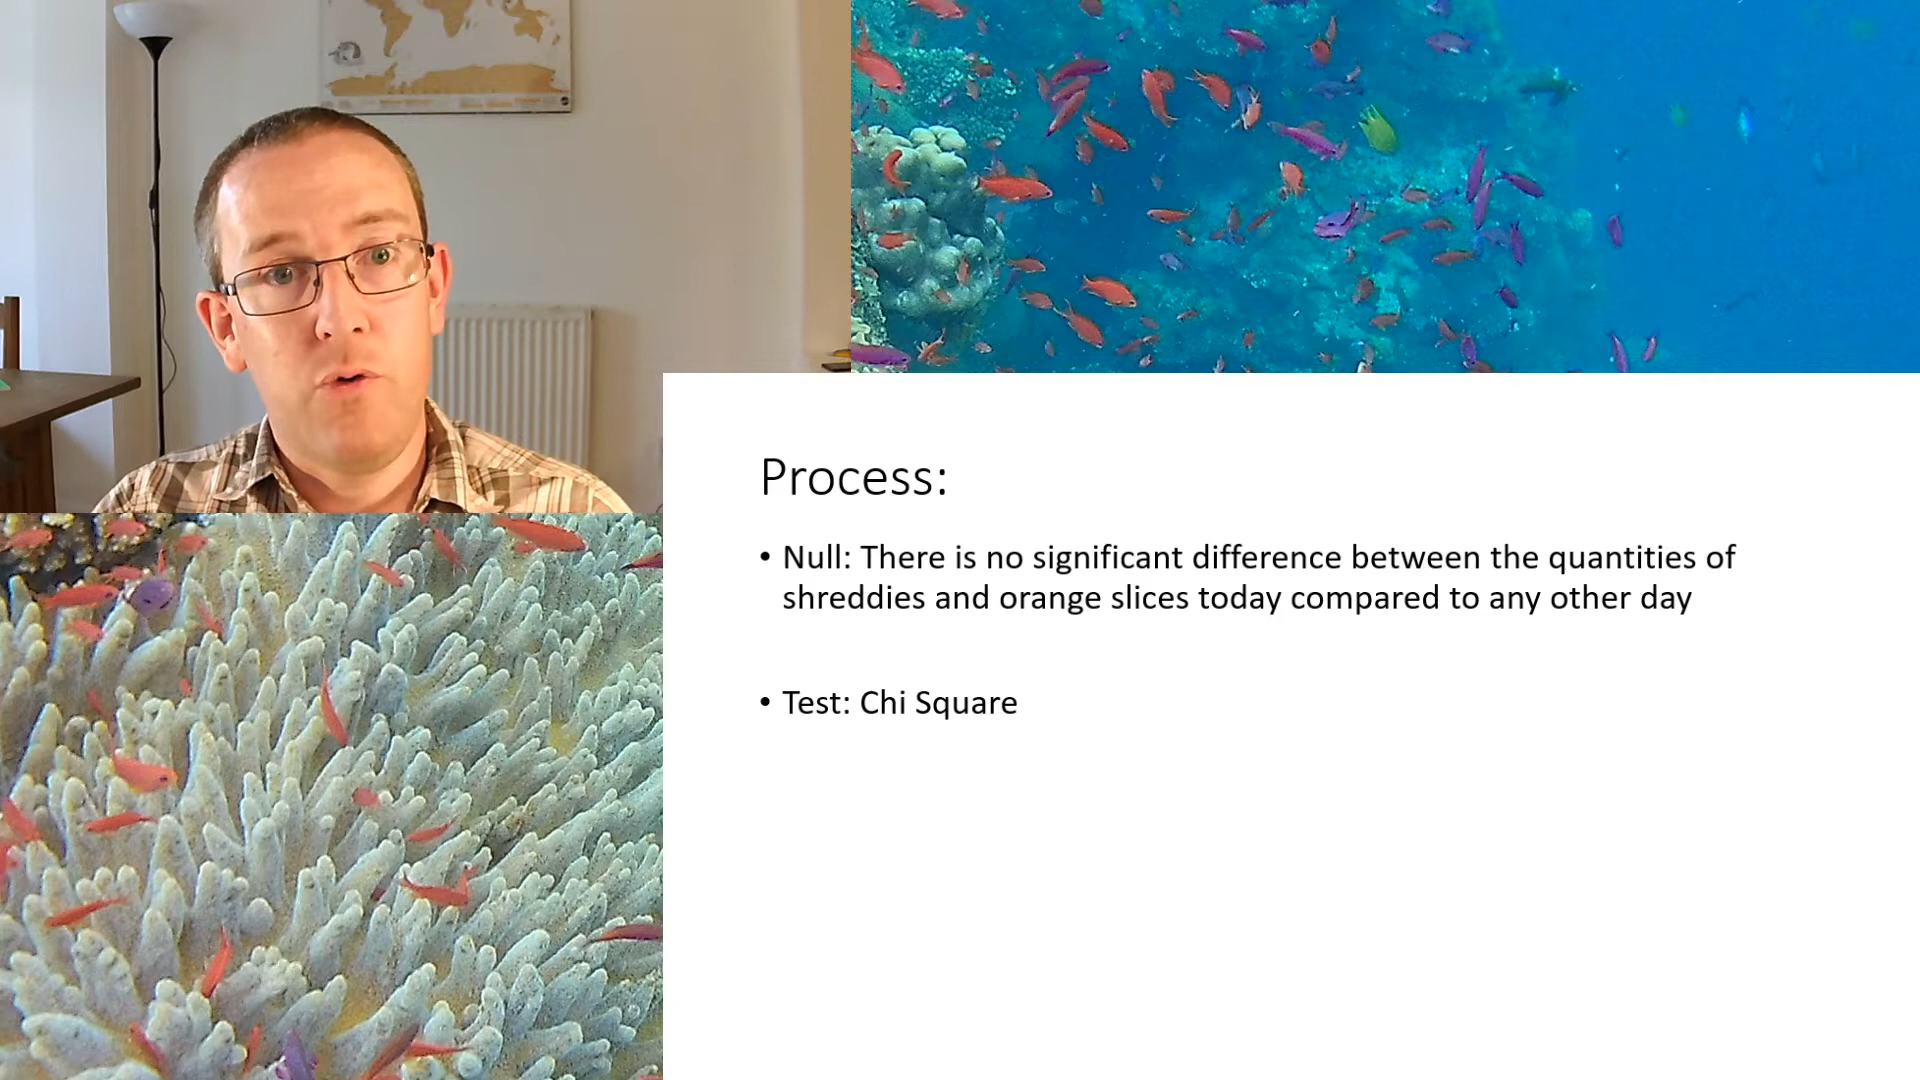 Process:
• Null: There is no significant difference between the quantities of
shreddies and orange slices today compared to any other day
• Test: Chi Square